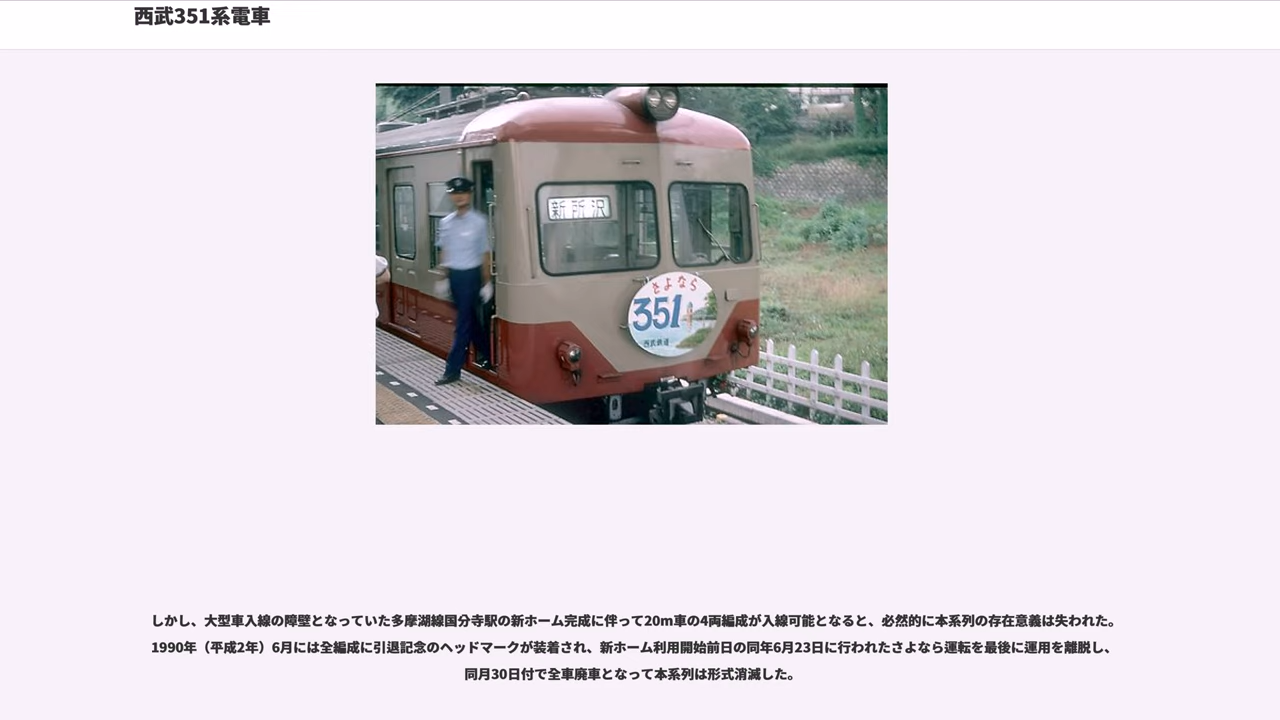 西武351系電車
新所沢
さよなら
351
西武鉄道
しかし、大型車入線の障壁となっていた多摩湖線国分寺駅の新ホーム完成に伴って20m車の4両編成が入線可能となると、必然的に本系列の存在意義は失われた。
1990年（平成2年）6月には全編成に引退記念のヘッドマークが装着され、新ホーム利用開始前日の同年6月23日に行われたさよなら運転を最後に運用を離脱し、
同月30日付で全車廃車となって本系列は形式消滅した。